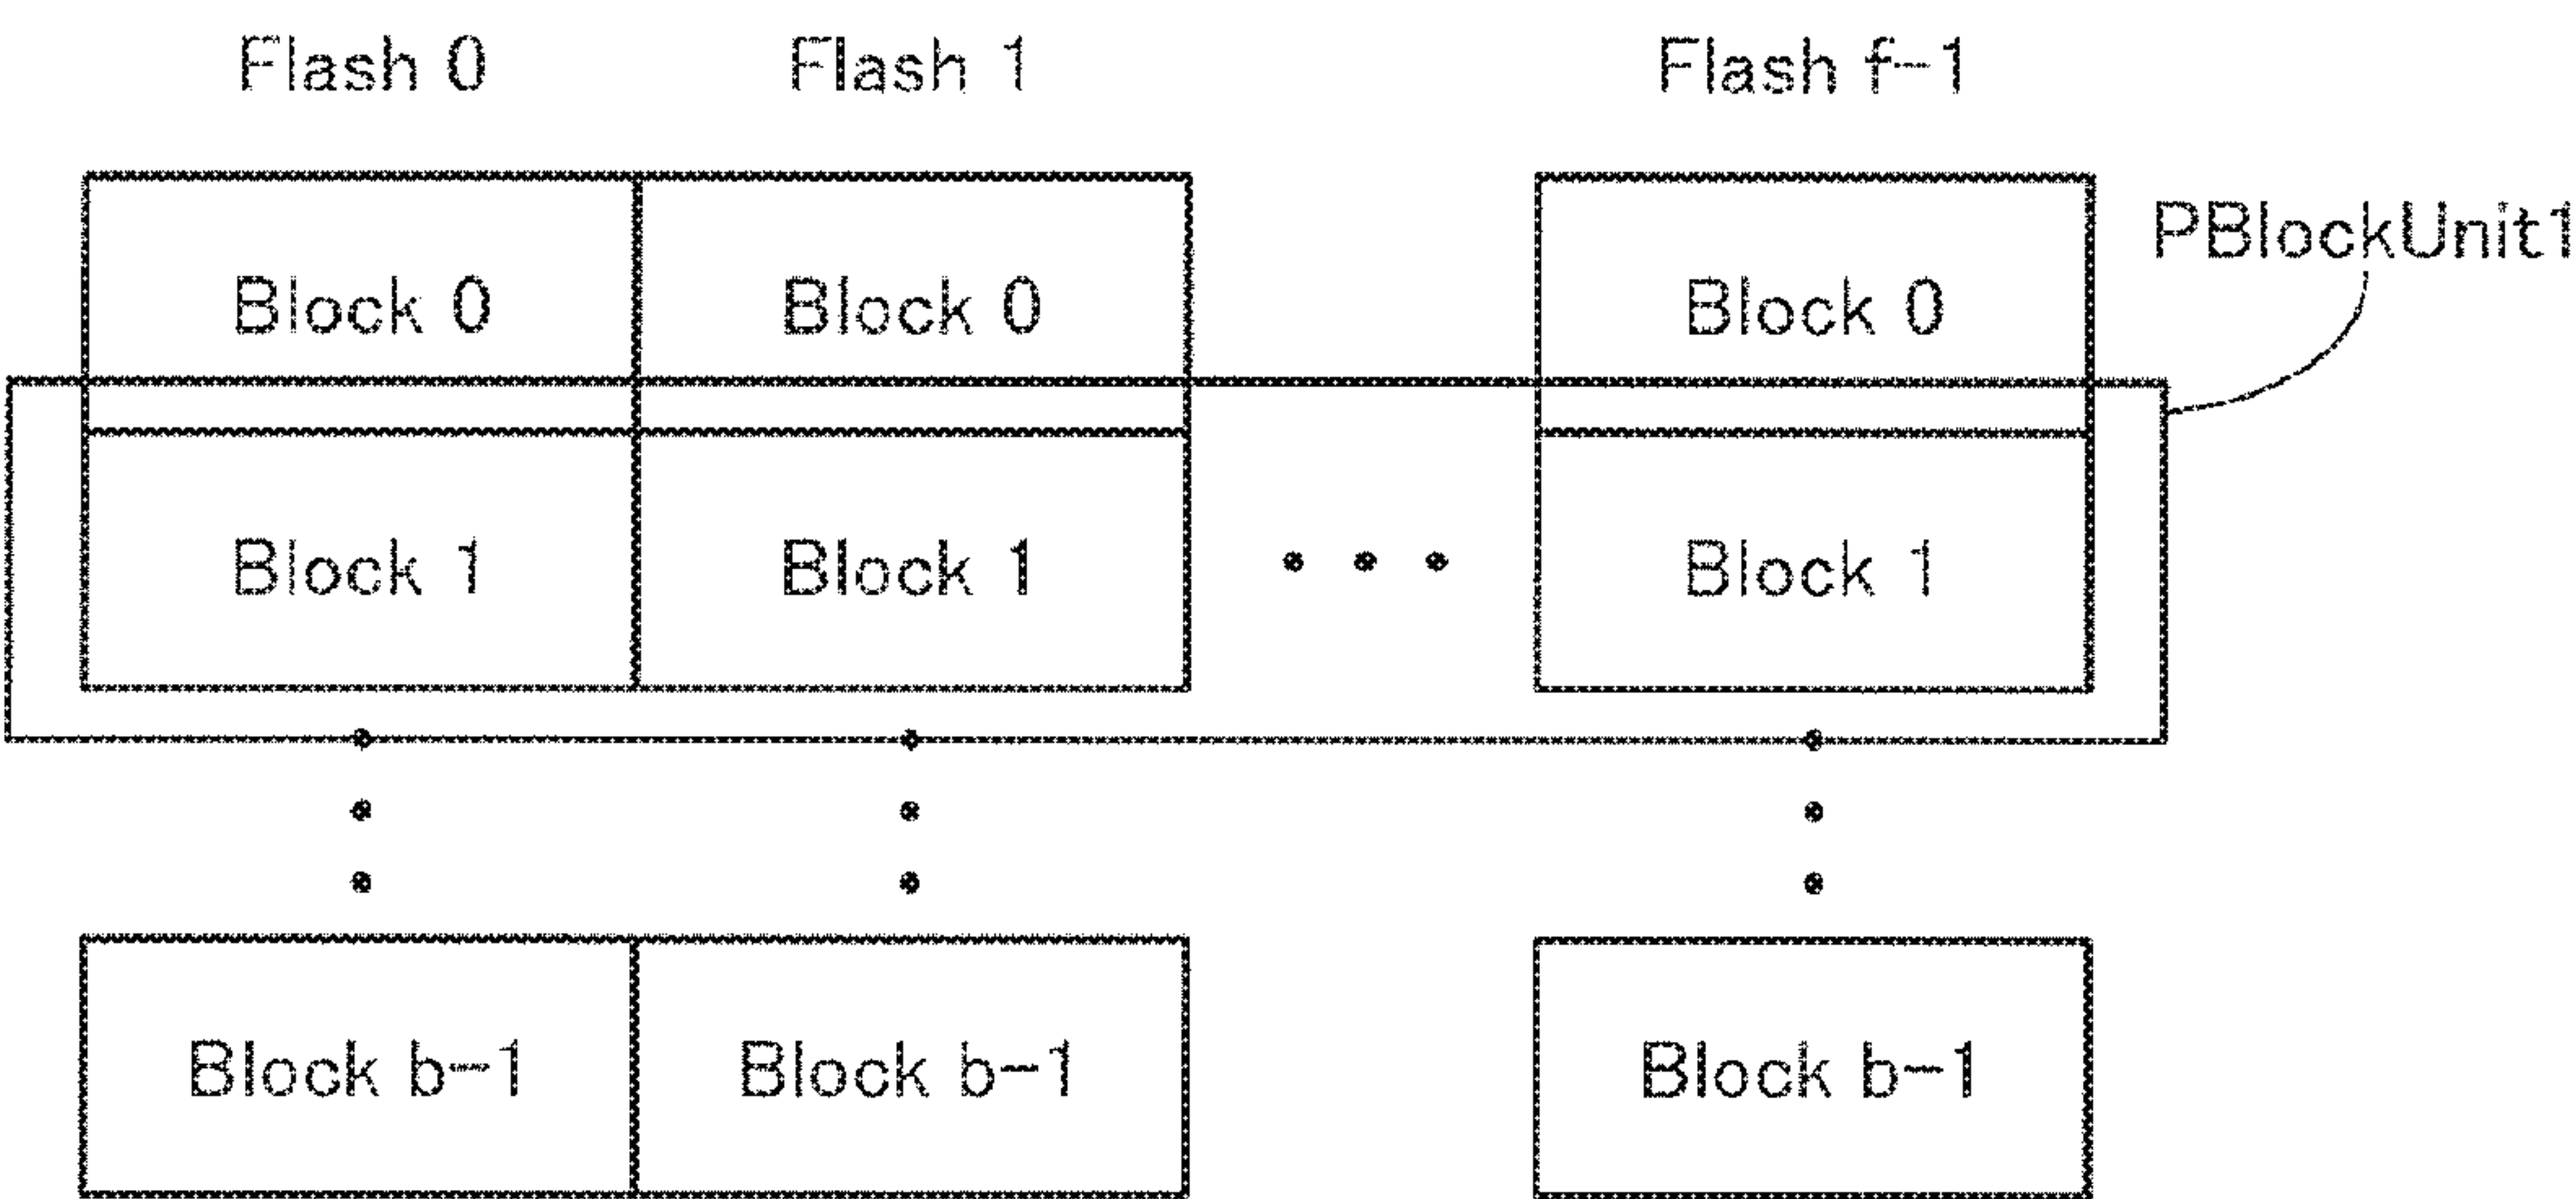 Flash 0 Flash 1 Flash f-1
PBlockUnit1
Block 0 Block 0 Block 0
Block 1 Block 1 Block 1
Block b-1 Block b-1 Block b-1